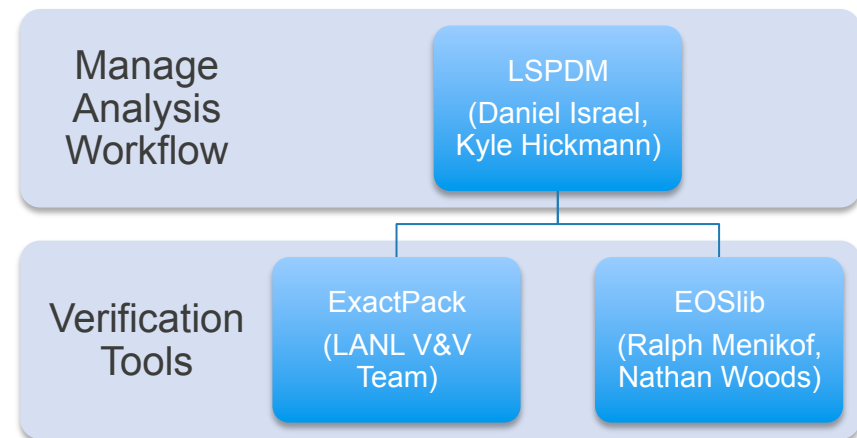 Manage
Analysis
Workflow
LSPDM
(Daniel Israel,
Kyle Hickmann)
Verification
Tools
ExactPack
(LANL V&V
Team)
EOSlib
(Ralph Menikof,
Nathan Woods)